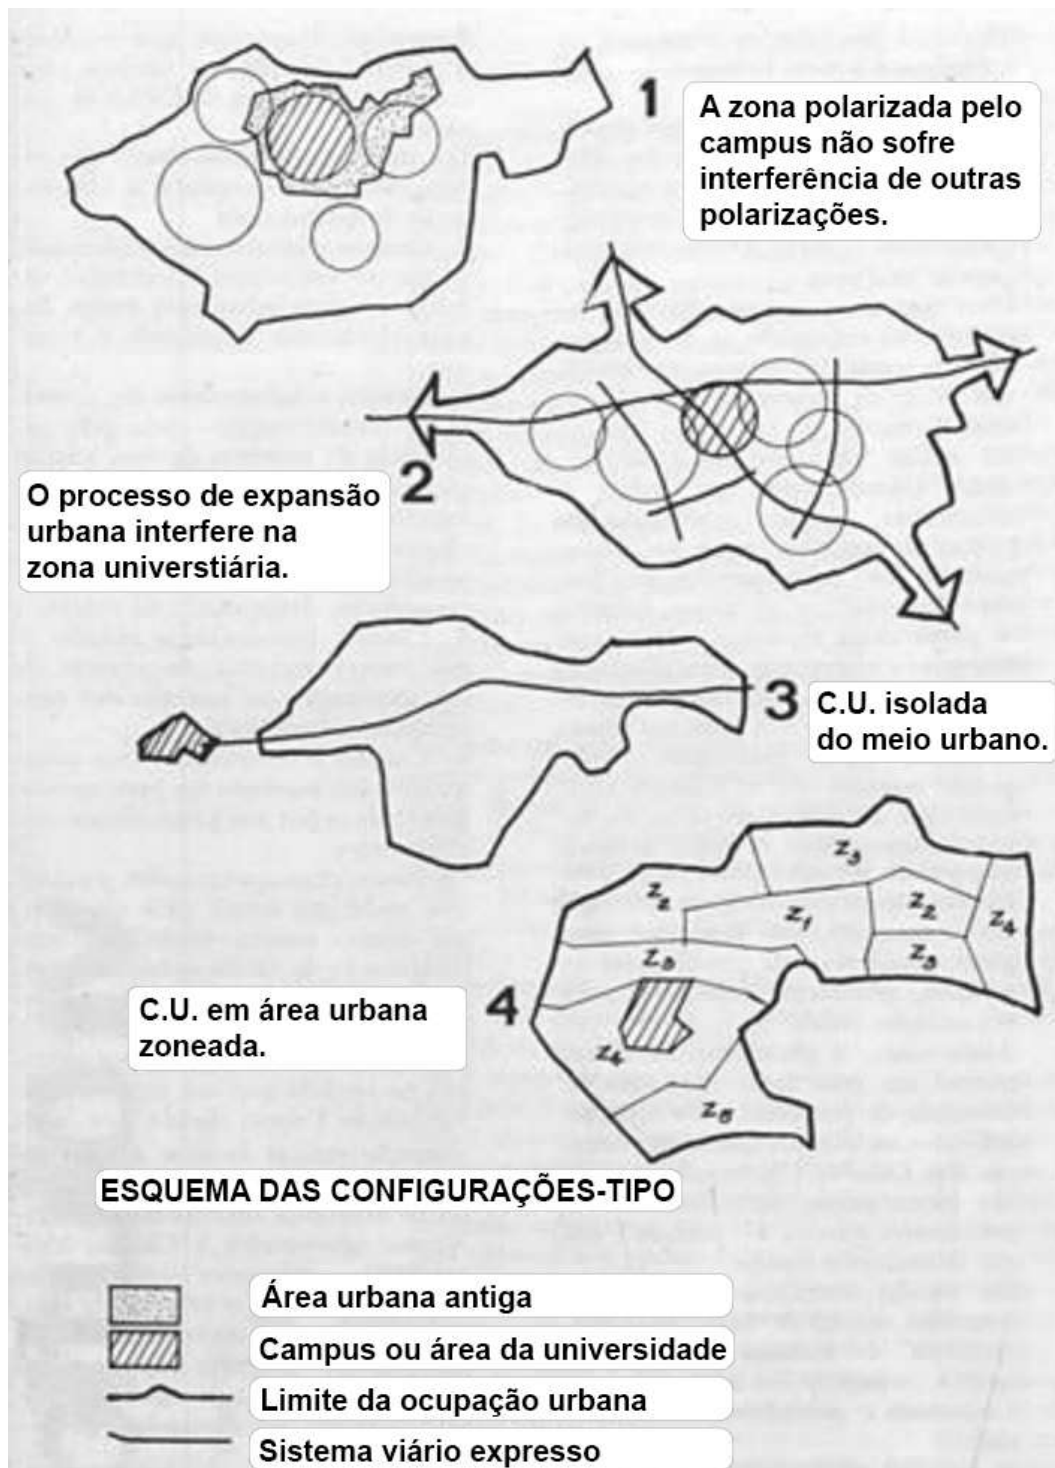 1
A zona polarizada pelo
campus não sofre
interferência de outras
polarizações.
2
O processo de expansão
urbana interfere na
zona universtiária.
3
C.U. isolada
do meio urbano.
4
C.U. em área urbana
zoneada.
Z3
Z2
Z1
Z2
Z4
Z3
Z3
Z4
Z5
ESQUEMA DAS CONFIGURAÇÕES-TIPO
Área urbana antiga
Campus ou área da universidade
Limite da ocupação urbana
Sistema viário expresso